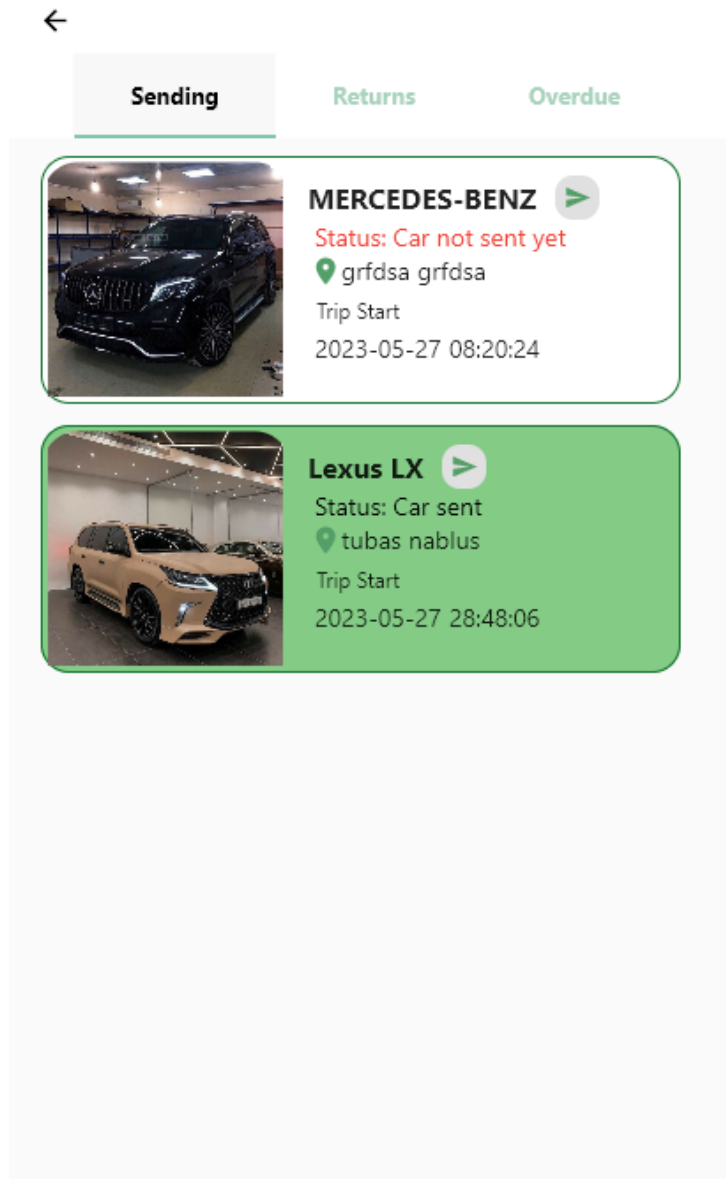 Sending Returns Overdue
MERCEDES-BENZ
Status: Car not sent yet
grfdsa grfdsa
Trip Start
2023-05-27 08:20:24
Lexus LX
Status: Car sent
tubas nablus
Trip Start
2023-05-27 28:48:06